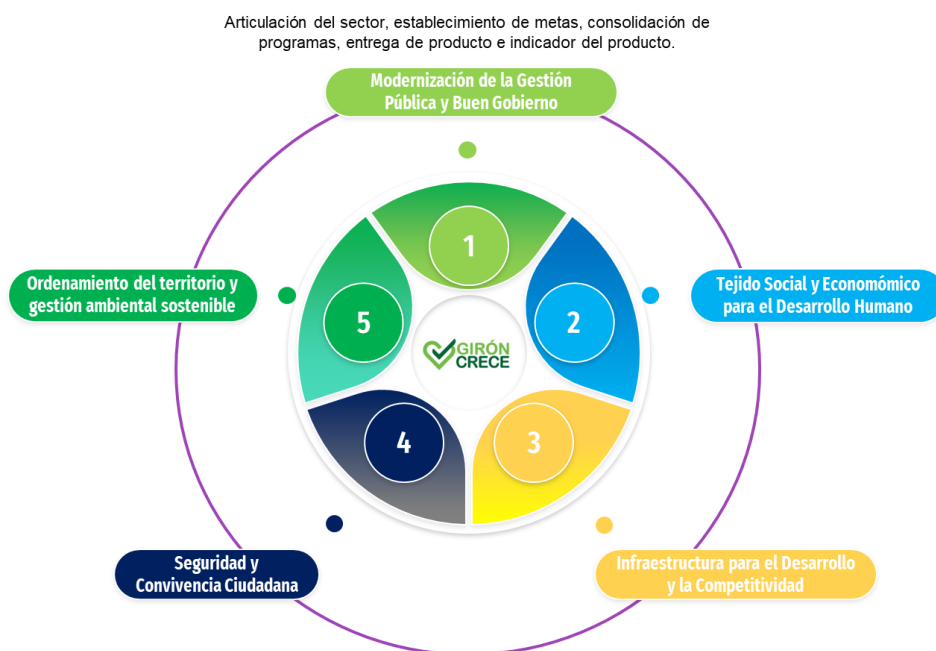 Articulación del sector, establecimiento de metas, consolidación de
programas, entrega de producto e indicador del producto.
Modernización de la Gestión
Pública y Buen Gobierno
1
Ordenamiento del territorio y
gestión ambiental sostenible
5
2
Tejido Social y Económico
para el Desarrollo Humano
GIRÓN
CRECE
4
3
Seguridad y
Convivencia Ciudadana
Infraestructura para el Desarrollo
y la Competitividad